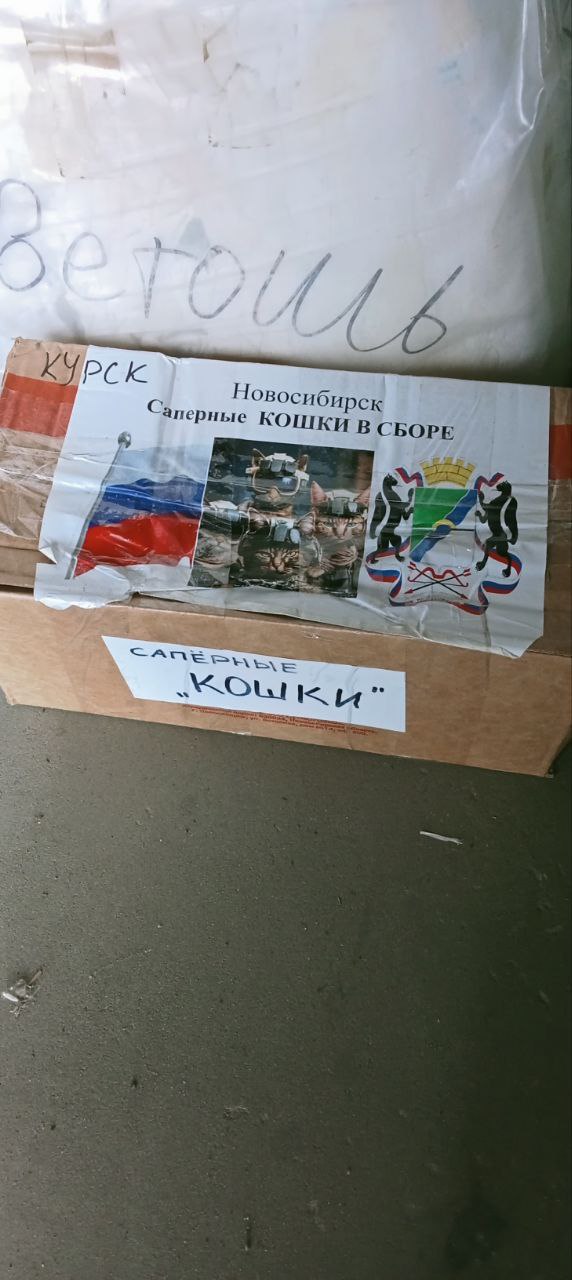 Ветошь
КУРСК
Новосибирск
Саперные КОШКИ В СБОРЕ
САПЁРНЫЕ
„КОШКИ"